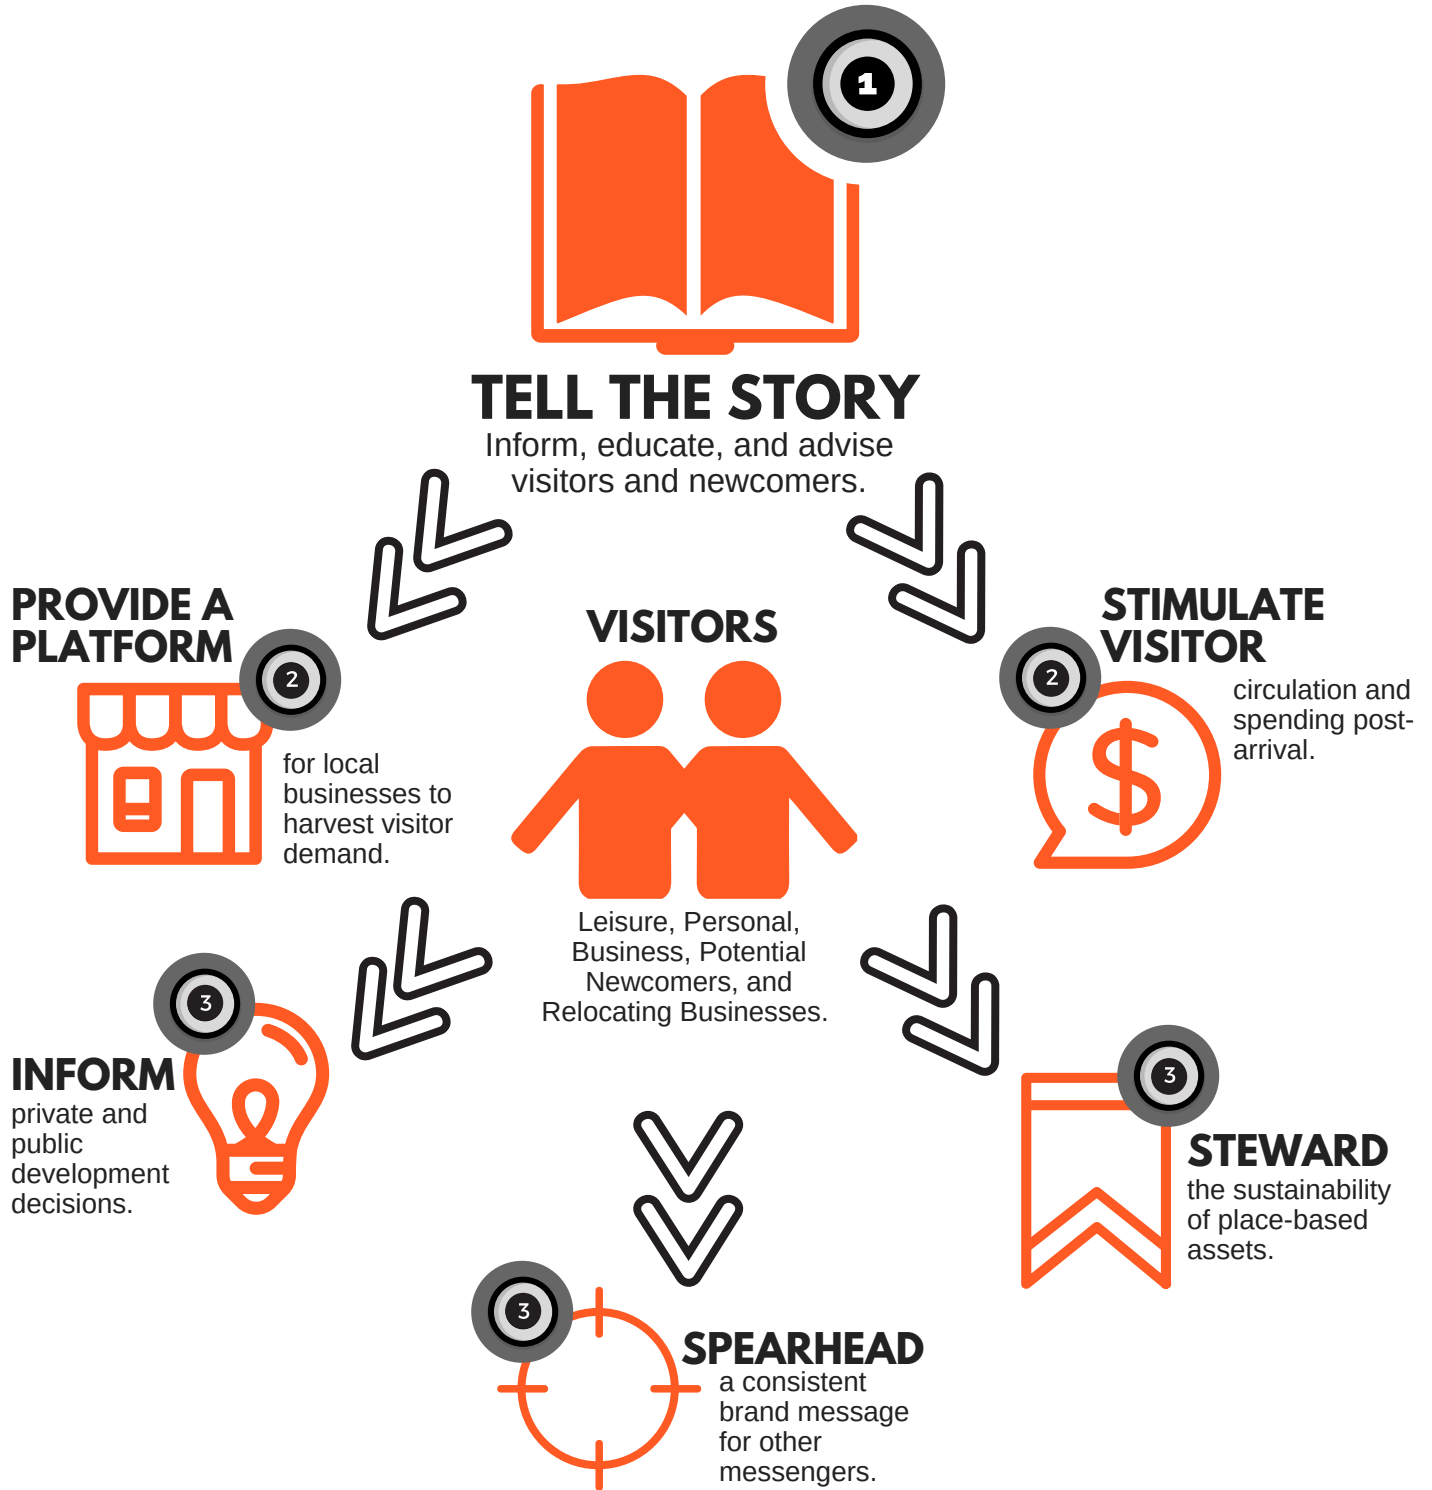 1
TELL THE STORY
Inform, educate, and advise
visitors and newcomers.
PROVIDE A
PLATFORM
2
for local
businesses to
harvest visitor
demand.
VISITORS
Leisure, Personal,
Business, Potential
Newcomers, and
Relocating Businesses.
STIMULATE
VISITOR
2
circulation and
spending post-
arrival.
3
INFORM
private and
public
development
decisions.
3
SPEARHEAD
a consistent
brand message
for other
messengers.
3
STEWARD
the sustainability
of place-based
assets.